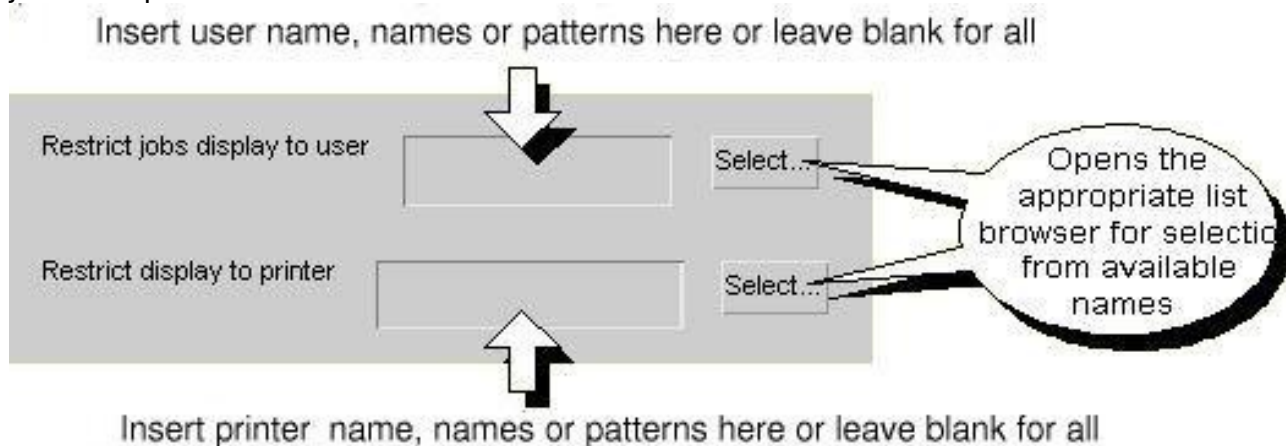 Insert user name, names or patterns here or leave blank for all
Restrict jobs display to user
Select...
Opens the
appropriate list
browser for selectio
from available
names
Restrict display to printer
Select...
Insert printer name, names or patterns here or leave blank for all